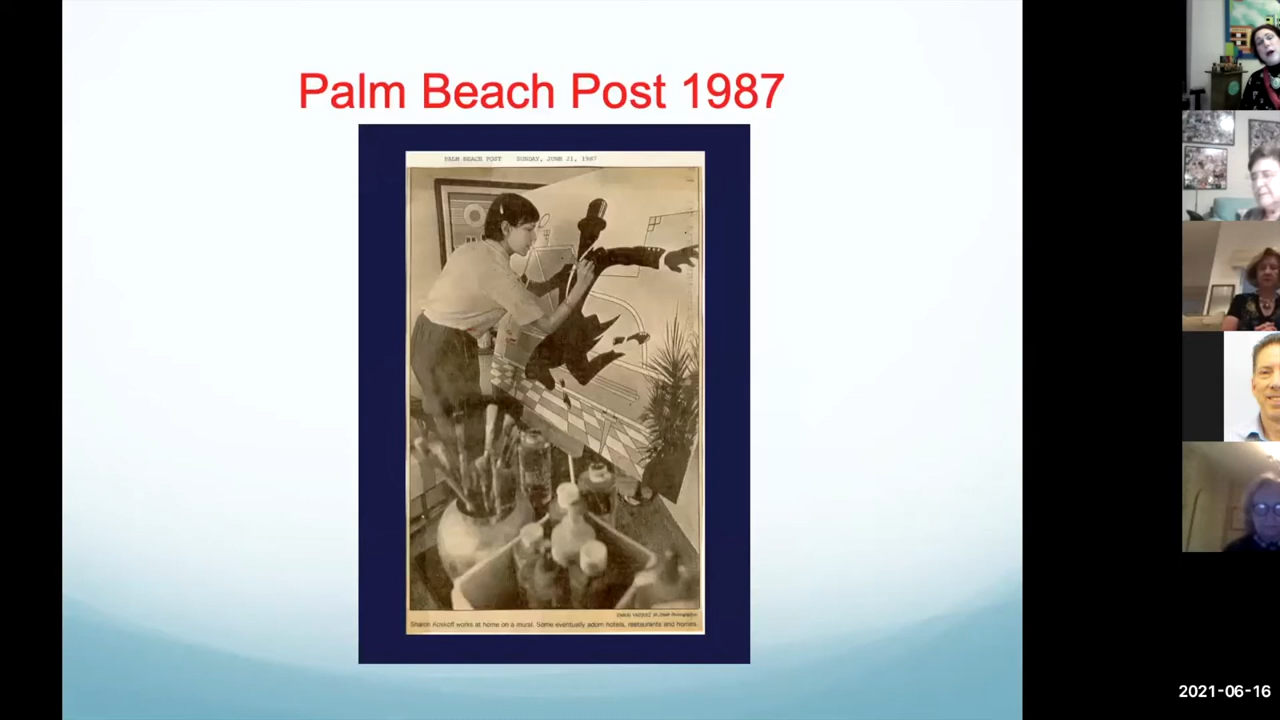 Palm Beach Post 1987
PALM BEACH POST SUNDAY, JUNE 21, 1987
Sharon Koskoff works at home on a mural. Some eventually adorn hotels, restaurants and homes.
2021-06-16